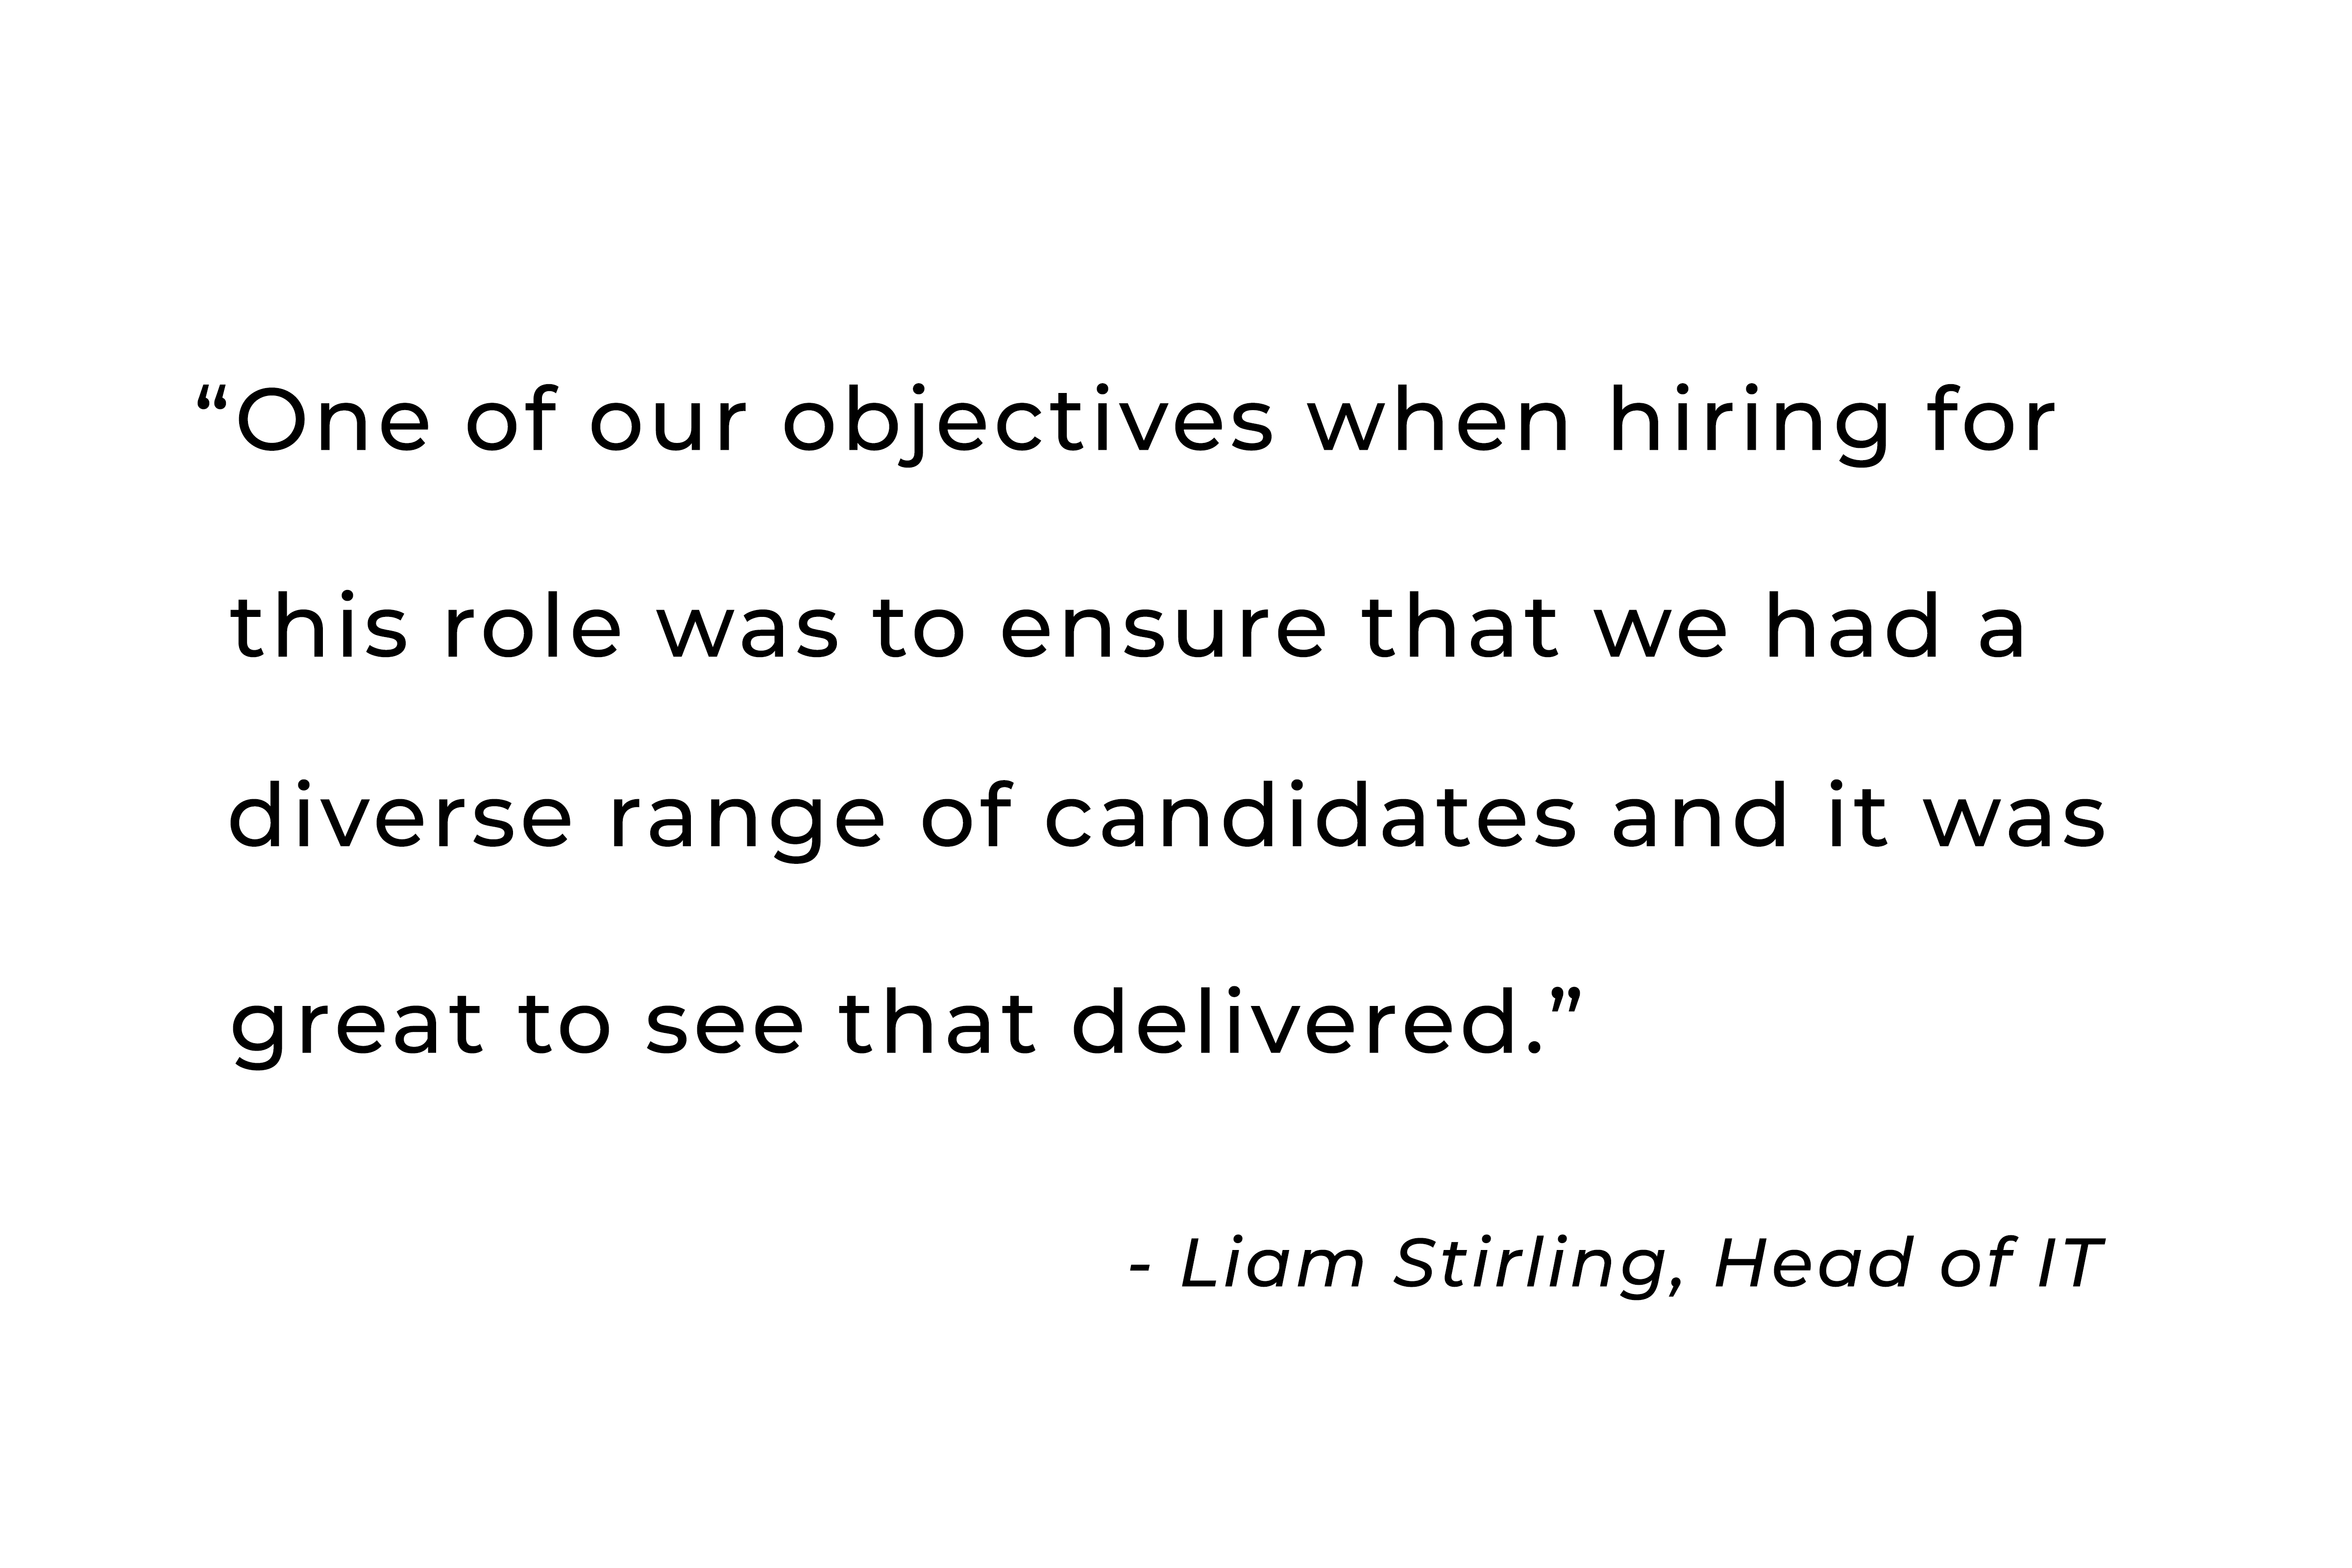 “One of our objectives when hiring for
this role was to ensure that we had a
diverse range of candidates and it was
great to see that delivered.”
- Liam Stirling, Head of IT